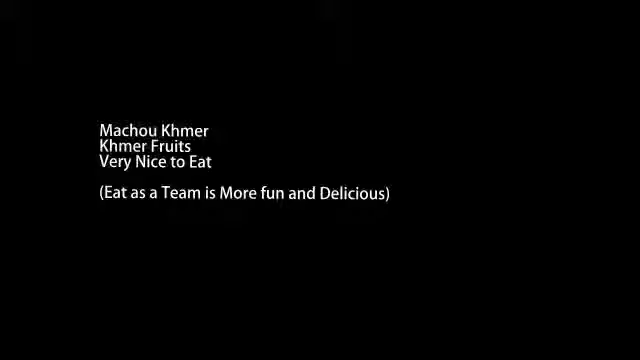 Machou Khmer
Khmer Fruits
Very Nice to Eat
(Eat as a Team is More fun and Delicious)